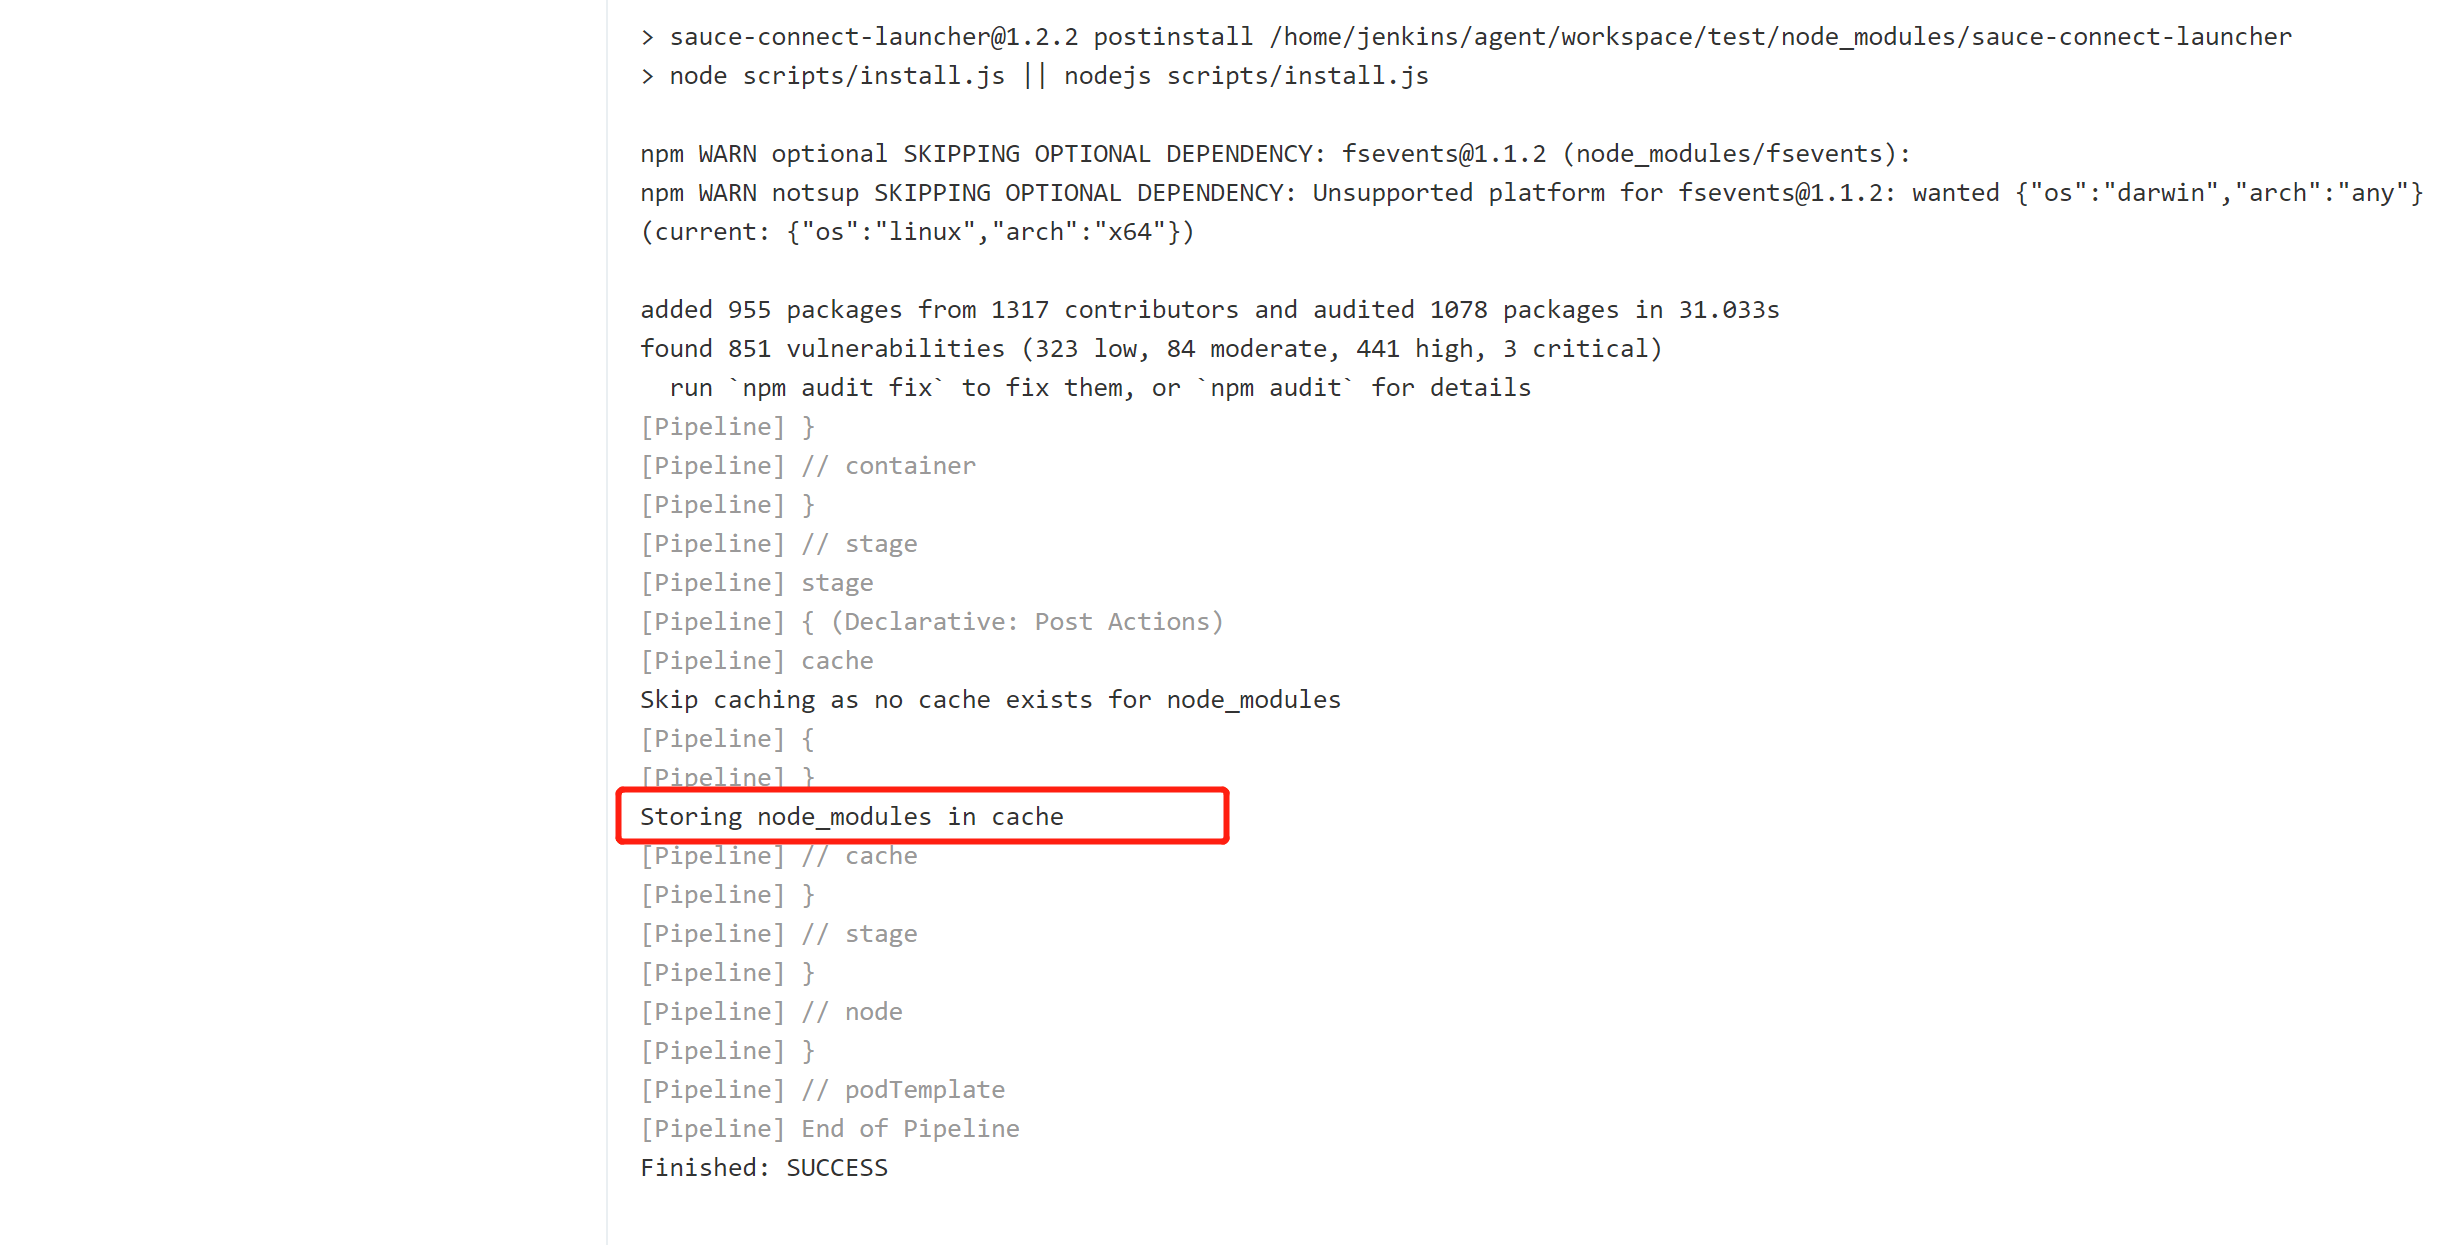 > sauce-connect-launcher@1.2.2 postinstall /home/jenkins/agent/workspace/test/node_modules/sauce-connect-launcher
> node scripts/install.js || nodejs scripts/install.js
npm WARN optional SKIPPING OPTIONAL DEPENDENCY: fsevents@1.1.2 (node_modules/fsevents):
npm WARN notsup SKIPPING OPTIONAL DEPENDENCY: Unsupported platform for fsevents@1.1.2: wanted {"os":"darwin","arch":"any"}
(current: {"os":"linux","arch":"x64"})
added 955 packages from 1317 contributors and audited 1078 packages in 31.033s
found 851 vulnerabilities (323 low, 84 moderate, 441 high, 3 critical)
  run `npm audit fix` to fix them, or `npm audit` for details
[Pipeline] }
[Pipeline] // container
[Pipeline] }
[Pipeline] // stage
[Pipeline] stage
[Pipeline] { (Declarative: Post Actions)
[Pipeline] cache
Skip caching as no cache exists for node_modules
[Pipeline] {
[Pipeline] }
Storing node_modules in cache
[Pipeline] // cache
[Pipeline] }
[Pipeline] // stage
[Pipeline] }
[Pipeline] // node
[Pipeline] }
[Pipeline] // podTemplate
[Pipeline] End of Pipeline
Finished: SUCCESS